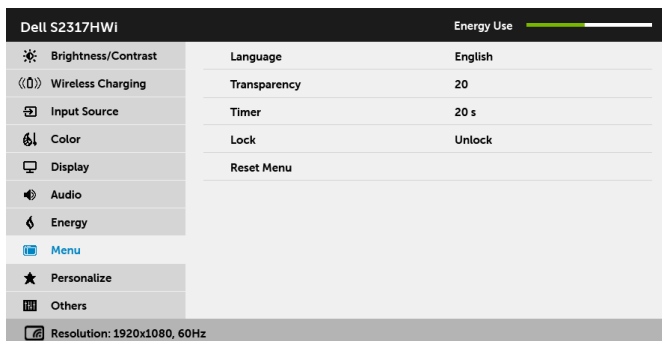 Dell S2317HWi Energy Use
Brightness/Contrast Language English
Wireless Charging Transparency 20
Input Source Timer 20 s
Color Lock Unlock
Display Reset Menu
Audio
Energy
Menu
Personalize
Others
Resolution: 1920x1080, 60Hz